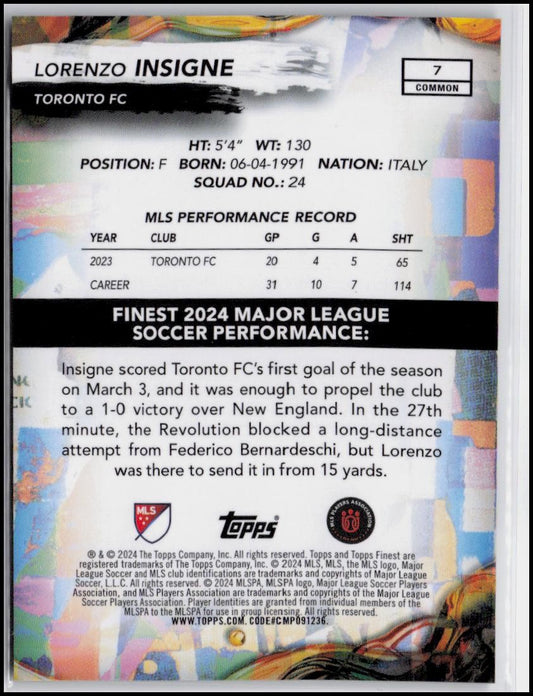 LORENZO INSIGNE
TORONTO FC
7
COMMON
HT: 5'4" WT: 130
POSITION: F BORN: 06-04-1991 NATION: ITALY
SQUAD NO.: 24
MLS PERFORMANCE RECORD
YEAR CLUB GP G A SHT
2023 TORONTO FC 20 4 5 65
CAREER 31 10 7 114
FINEST 2024 MAJOR LEAGUE
SOCCER PERFORMANCE:
Insigne scored Toronto FC's first goal of the season
on March 3, and it was enough to propel the club
to a 1-0 victory over New England. In the 27th
minute, the Revolution blocked a long-distance
attempt from Federico Bernardeschi, but Lorenzo
was there to send it in from 15 yards.
MLS
Topps
MLS PLAYERS ASSOCIATION
® & © 2024 The Topps Company, Inc. All rights reserved. Topps and Topps Finest are
registered trademarks of The Topps Company, Inc. © 2024 MLS, MLS, the MLS logo, Major
League Soccer and MLS club identifications are trademarks and copyrights of Major League
Soccer, L.L.C. All rights reserved. © 2024 MLSPA, MLSPA logo, Major League Soccer Players
Association, and MLS Players Association are trademarks and copyrights of the Major League
Soccer Players Association. Player Identities are granted from individual members of the
MLSPA to the MLSPA for use in group licensing. All rights reserved.
WWW.TOPPS.COM. CODE#CMP091236.